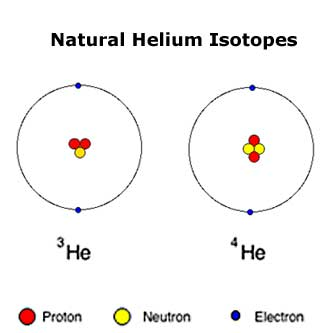 Natural Helium Isotopes
³He ⁴He
Proton Neutron Electron